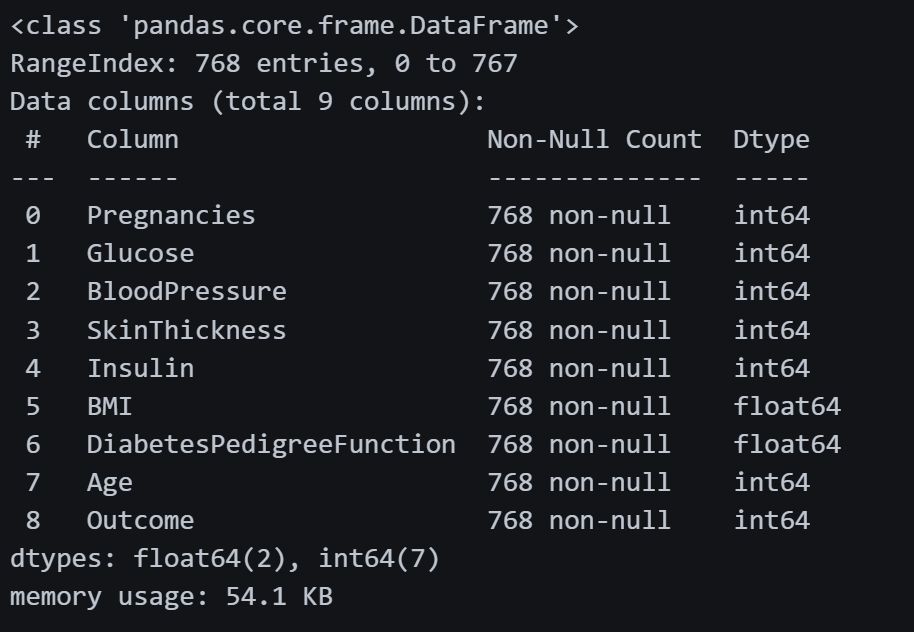 <class 'pandas.core.frame.DataFrame'>
RangeIndex: 768 entries, 0 to 767
Data columns (total 9 columns):
 #   Column                    Non-Null Count  Dtype
---  ------                    --------------  -----
 0   Pregnancies               768 non-null    int64
 1   Glucose                   768 non-null    int64
 2   BloodPressure             768 non-null    int64
 3   SkinThickness             768 non-null    int64
 4   Insulin                   768 non-null    int64
 5   BMI                       768 non-null    float64
 6   DiabetesPedigreeFunction  768 non-null    float64
 7   Age                       768 non-null    int64
 8   Outcome                   768 non-null    int64
dtypes: float64(2), int64(7)
memory usage: 54.1 KB